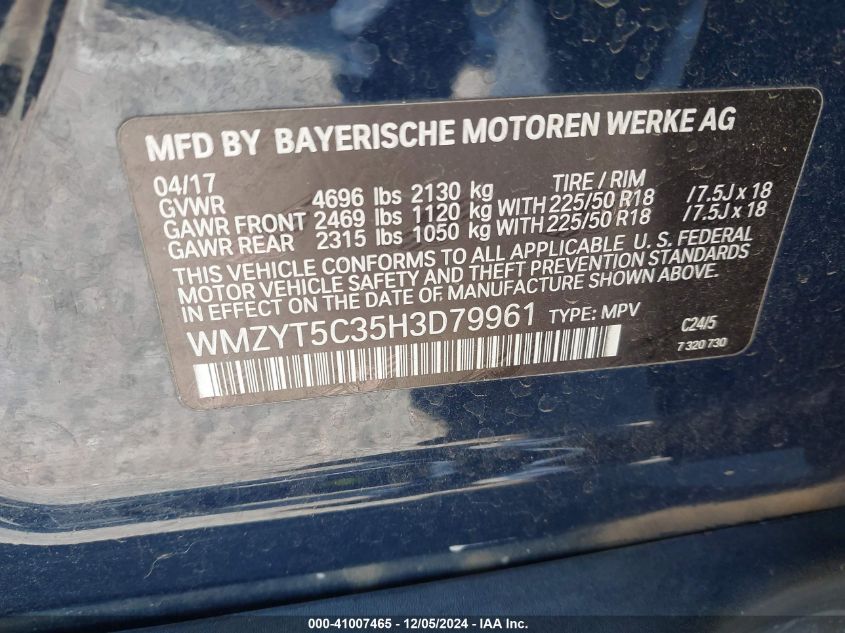 MFD BY BAYERISCHE MOTOREN WERKE AG
04/17 TIRE / RIM
GVWR 4696 lbs 2130 kg
GAWR FRONT 2469 lbs 1120 kg WITH 225/50 R18 /7.5J x 18
GAWR REAR 2315 lbs 1050 kg WITH 225/50 R18 /7.5J x 18
THIS VEHICLE CONFORMS TO ALL APPLICABLE U. S. FEDERAL
MOTOR VEHICLE SAFETY AND THEFT PREVENTION STANDARDS
IN EFFECT ON THE DATE OF MANUFACTURE SHOWN ABOVE.
WMZYT5C35H3D79961 TYPE: MPV C24/5
7 320 730
000-41007465 - 12/05/2024 - IAA Inc.